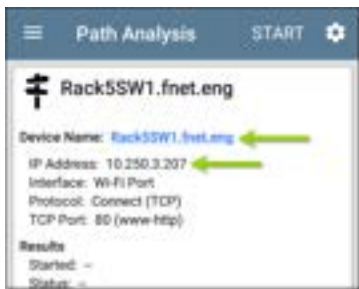 Path Analysis START
Rack5SW1.fnet.eng
Device Name: Rack5SW1.fnet.eng
IP Address: 10.250.3.207
Interface: Wi-Fi Port
Protocol: Connect (TCP)
TCP Port: 80 (www-http)
Results
Started: --
Status: --